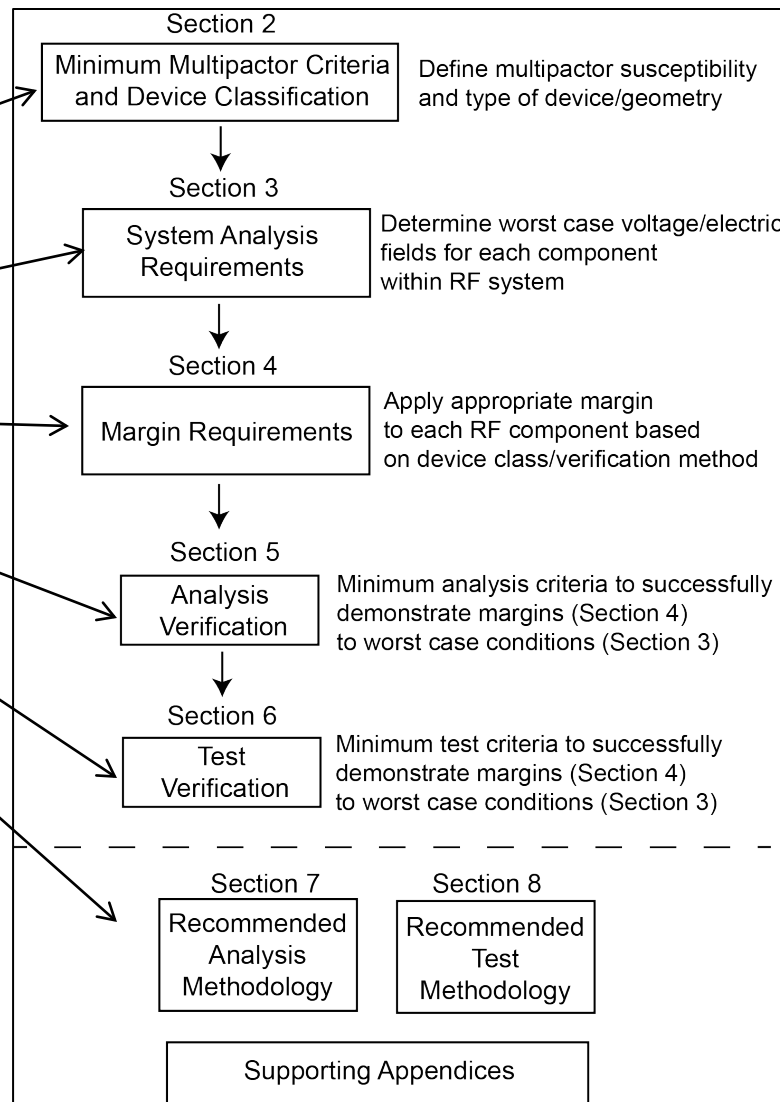 Section 2
Minimum Multipactor Criteria
and Device Classification
Define multipactor susceptibility
and type of device/geometry
Section 3
System Analysis
Requirements
Determine worst case voltage/electric
fields for each component
within RF system
Section 4
Margin Requirements
Apply appropriate margin
to each RF component based
on device class/verification method
Section 5
Analysis
Verification
Minimum analysis criteria to successfully
demonstrate margins (Section 4)
to worst case conditions (Section 3)
Section 6
Test
Verification
Minimum test criteria to successfully
demonstrate margins (Section 4)
to worst case conditions (Section 3)
Section 7
Recommended
Analysis
Methodology
Section 8
Recommended
Test
Methodology
Supporting Appendices